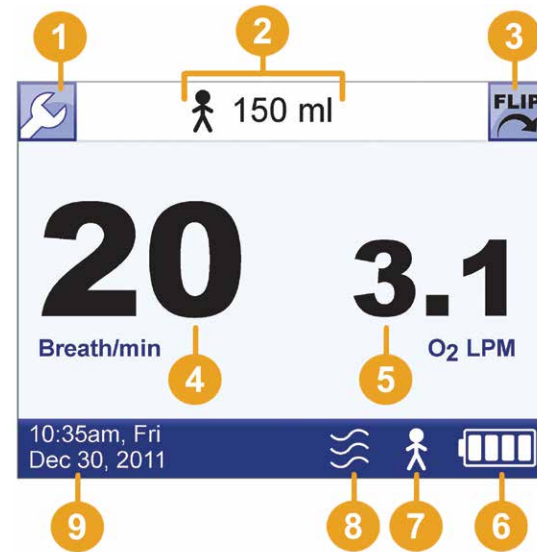 1
2
3
150 ml
FLIP
20
3.1
Breath/min
O₂ LPM
4
5
10:35am, Fri
Dec 30, 2011
9
8
7
6